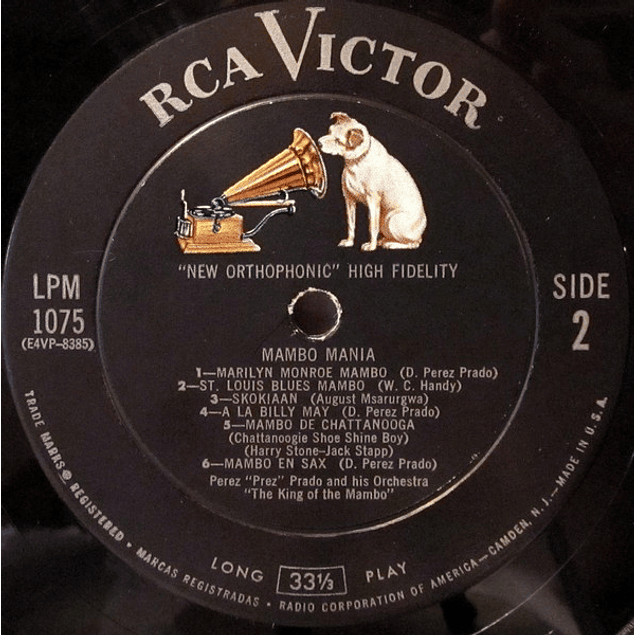 RCA VICTOR
"NEW ORTHOPHONIC" HIGH FIDELITY
LPM
1075
(E4VP-8385)
SIDE
2
MAMBO MANIA
1—MARILYN MONROE MAMBO (D. Perez Prado)
2—ST. LOUIS BLUES MAMBO (W. C. Handy)
3—SKOKIAAN (August Msarurgwa)
4—A LA BILLY MAY (D. Perez Prado)
5—MAMBO DE CHATTANOOGA
(Chattanoogie Shoe Shine Boy)
(Harry Stone—Jack Stapp)
6—MAMBO EN SAX (D. Perez Prado)
Perez "Prez" Prado and his Orchestra
"The King of the Mambo"
LONG 33⅓ PLAY
TRADE MARKS ® REGISTERED • MARCAS REGISTRADAS • RADIO CORPORATION OF AMERICA—CAMDEN, N. J.—MADE IN U.S.A.